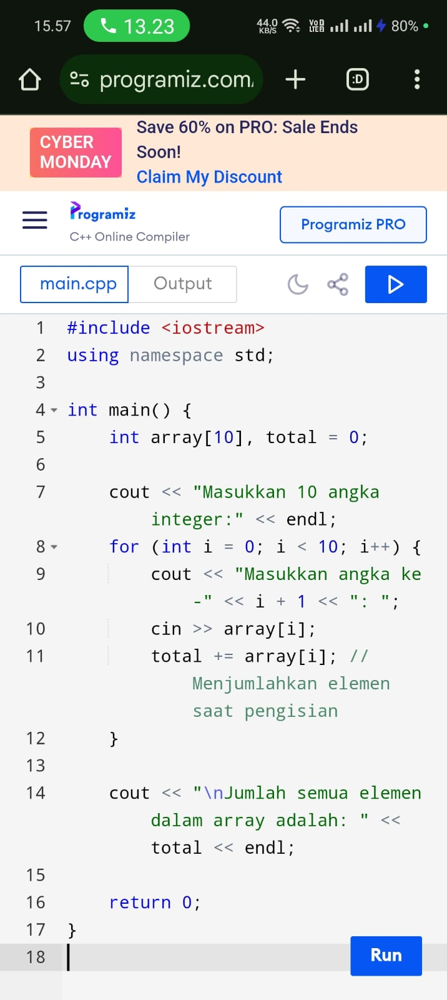 15.57 13.23 44.0 KB/S VoD LTE2 80%
programiz.com :D
CYBER MONDAY
Save 60% on PRO: Sale Ends
Soon!
Claim My Discount
Programiz
C++ Online Compiler
Programiz PRO
main.cpp Output
1 #include <iostream>
2 using namespace std;
3
4 int main() {
5 int array[10], total = 0;
6
7 cout << "Masukkan 10 angka
integer:" << endl;
8 for (int i = 0; i < 10; i++) {
9 cout << "Masukkan angka ke
-" << i + 1 << ": ";
10 cin >> array[i];
11 total += array[i]; //
Menjumlahkan elemen
saat pengisian
12 }
13
14 cout << "\nJumlah semua elemen
dalam array adalah: " <<
total << endl;
15
16 return 0;
17 }
18
Run